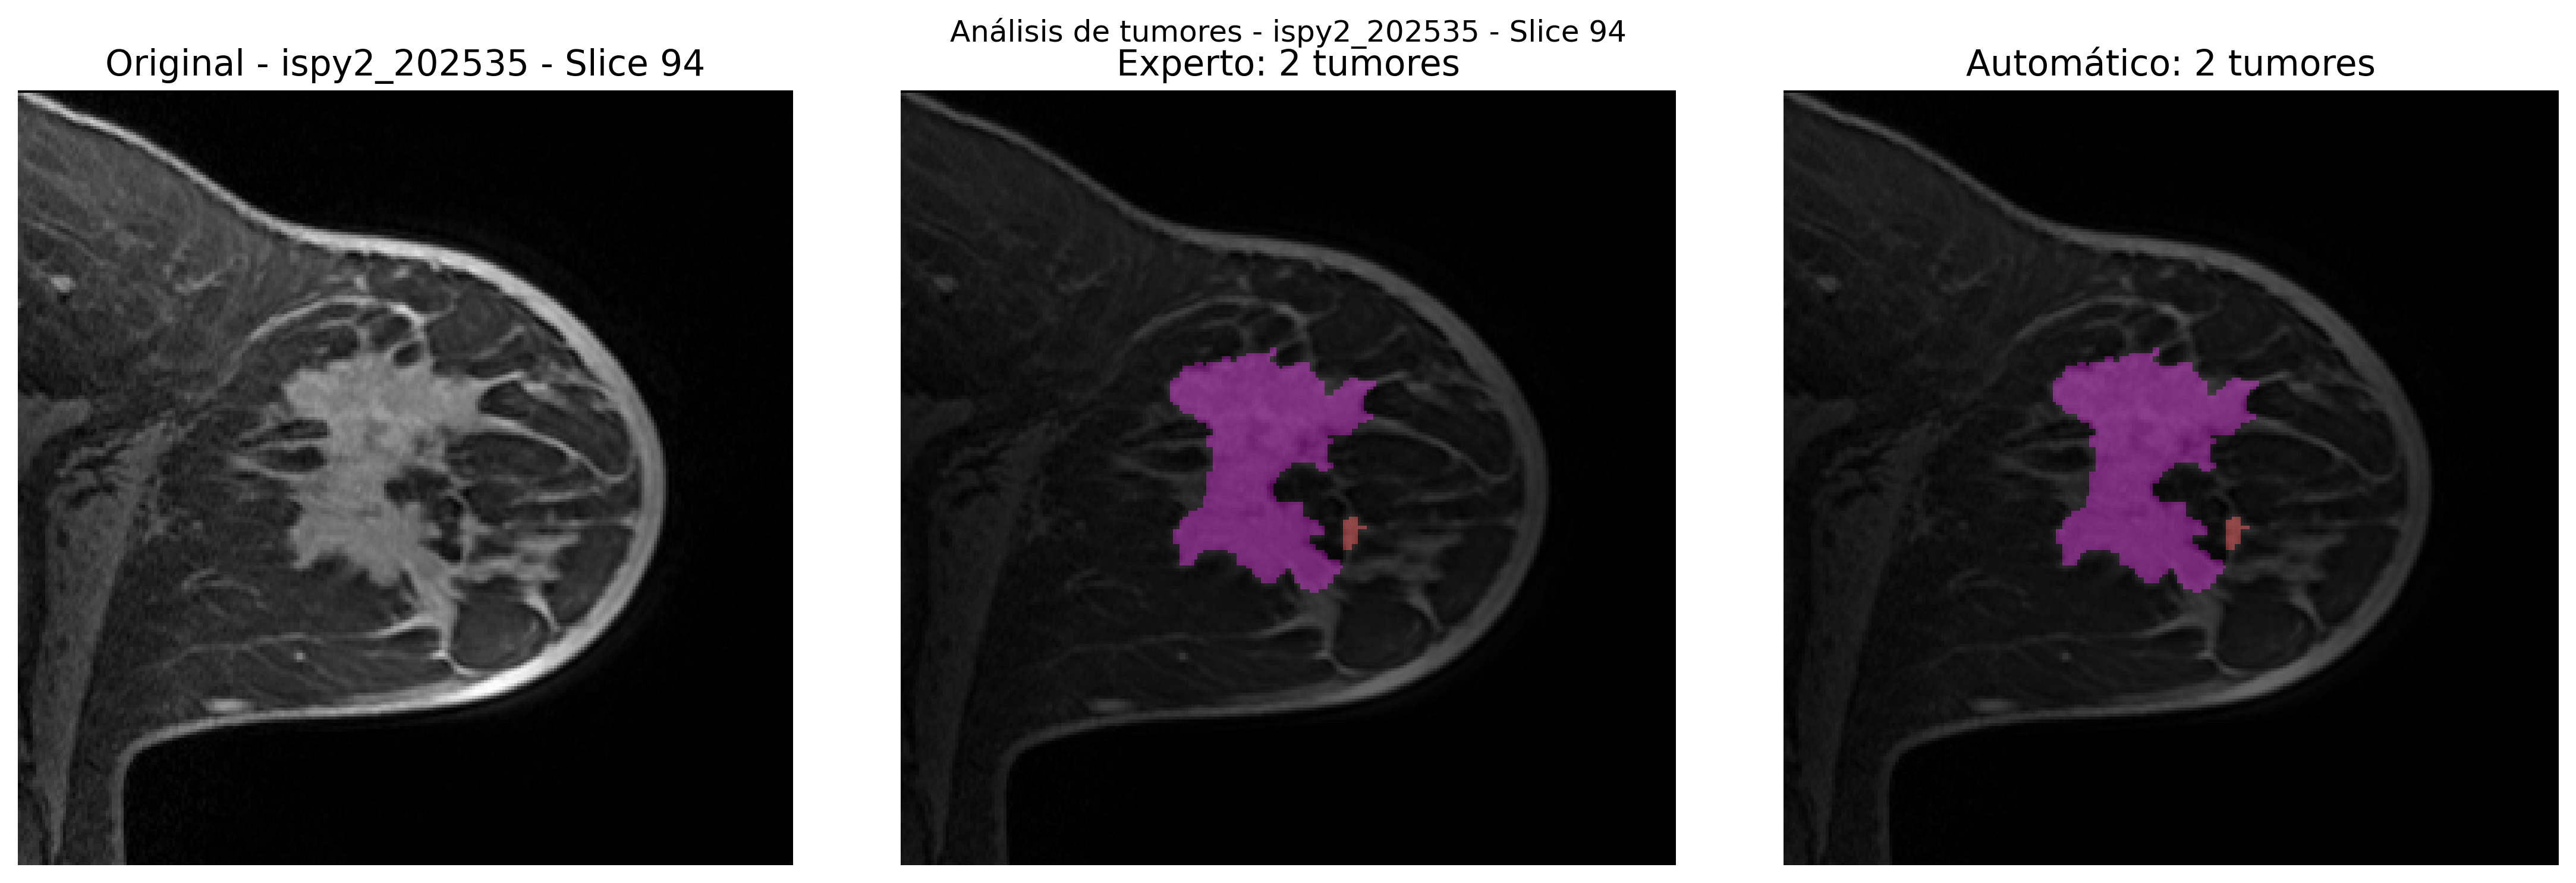 Análisis de tumores - ispy2_202535 - Slice 94
Original - ispy2_202535 - Slice 94
Experto: 2 tumores
Automático: 2 tumores